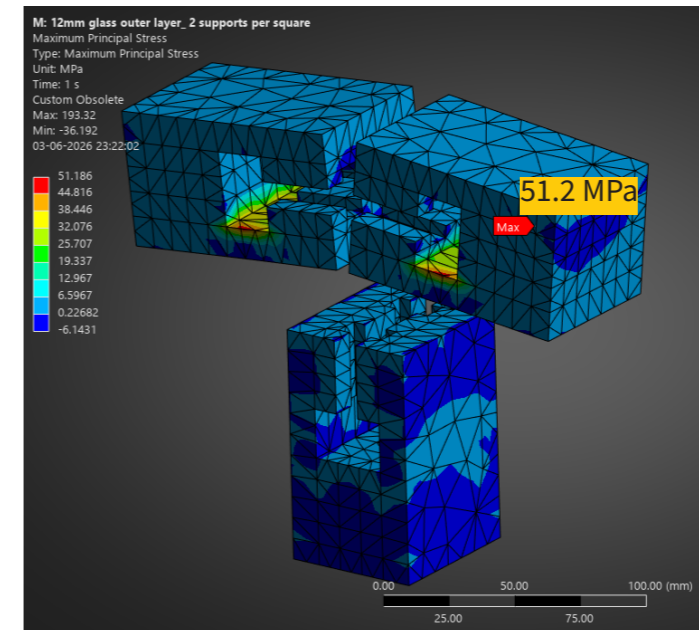 M: 12mm glass outer layer_ 2 supports per square
Maximum Principal Stress
Type: Maximum Principal Stress
Unit: MPa
Time: 1 s
Custom Obsolete
Max: 193.32
Min: -36.192
03-06-2026 23:22:02
51.186
44.816
38.446
32.076
25.707
19.337
12.967
6.5967
0.22682
-6.1431
51.2 MPa
Max
0.00 50.00 100.00 (mm)
25.00 75.00